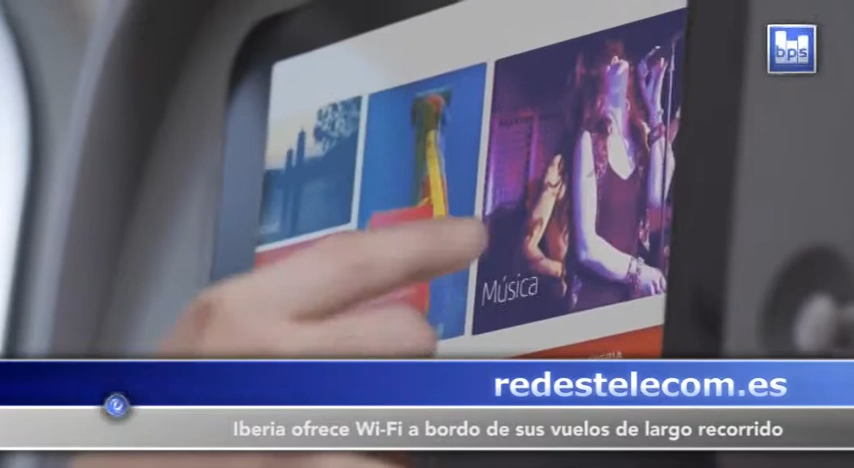 bps
Música
redestelecom.es
Iberia ofrece Wi-Fi a bordo de sus vuelos de largo recorrido